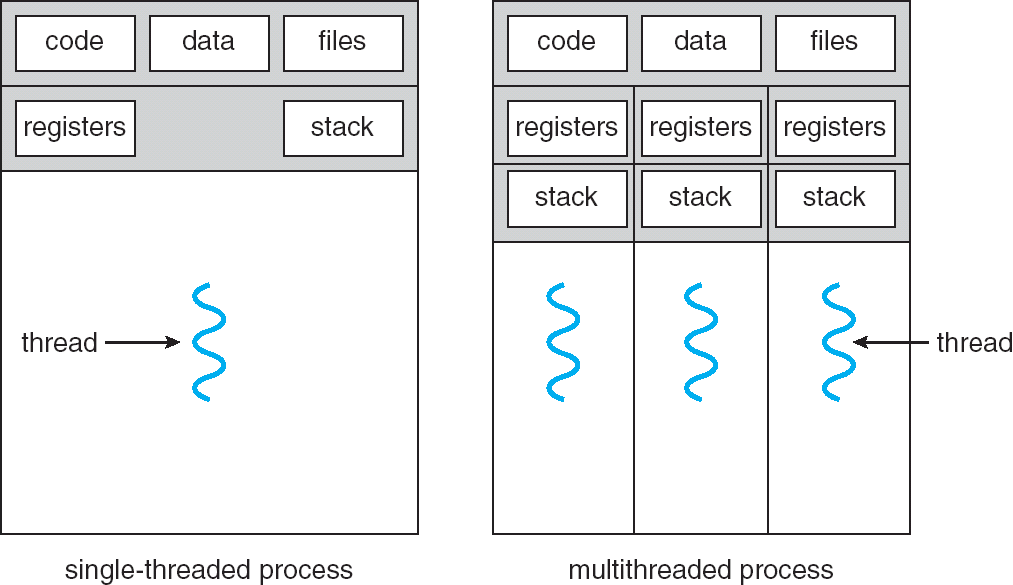 code data files
registers stack
thread
single-threaded process
code data files
registers registers registers
stack stack stack
thread
multithreaded process